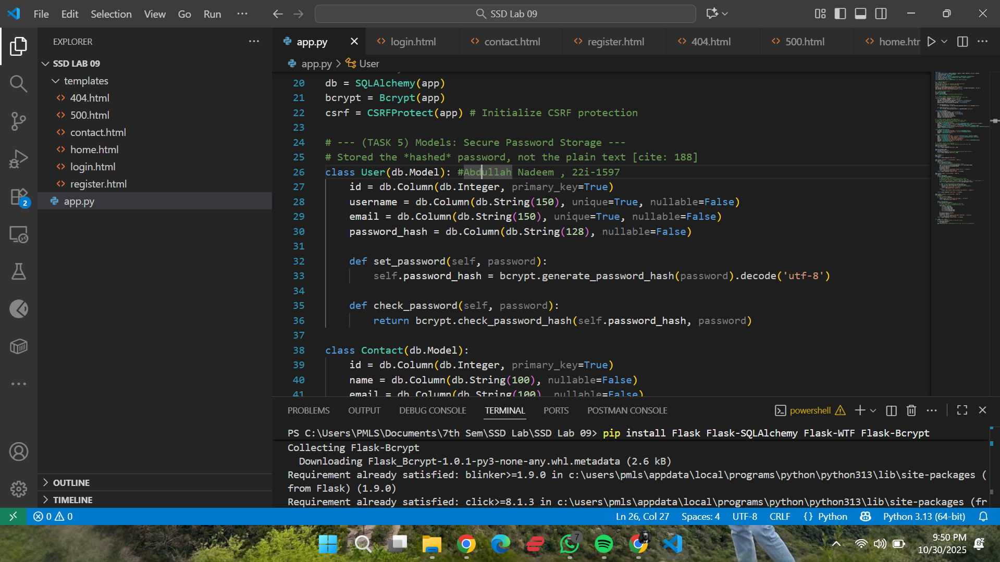 File Edit Selection View Go Run ···
SSD Lab 09
EXPLORER
SSD LAB 09
templates
404.html
500.html
contact.html
home.html
login.html
register.html
app.py
OUTLINE
TIMELINE
2
app.py login.html contact.html register.html 404.html 500.html home.htr
app.py > User
20 db = SQLAlchemy(app)
21 bcrypt = Bcrypt(app)
22 csrf = CSRFProtect(app) # Initialize CSRF protection
23
24 # --- (TASK 5) Models: Secure Password Storage ---
25 # Stored the *hashed* password, not the plain text [cite: 188]
26 class User(db.Model): #Abdullah Nadeem , 22i-1597
27     id = db.Column(db.Integer, primary_key=True)
28     username = db.Column(db.String(150), unique=True, nullable=False)
29     email = db.Column(db.String(150), unique=True, nullable=False)
30     password_hash = db.Column(db.String(128), nullable=False)
31
32     def set_password(self, password):
33         self.password_hash = bcrypt.generate_password_hash(password).decode('utf-8')
34
35     def check_password(self, password):
36         return bcrypt.check_password_hash(self.password_hash, password)
37
38 class Contact(db.Model):
39     id = db.Column(db.Integer, primary_key=True)
40     name = db.Column(db.String(100), nullable=False)
41     email = db.Column(db.String(100), nullable=False)
PROBLEMS OUTPUT DEBUG CONSOLE TERMINAL PORTS POSTMAN CONSOLE powershell
PS C:\Users\PMLS\Documents\7th Sem\SSD Lab\SSD Lab 09> pip install Flask Flask-SQLAlchemy Flask-WTF Flask-Bcrypt
Collecting Flask-Bcrypt
  Downloading Flask_Bcrypt-1.0.1-py3-none-any.whl.metadata (2.6 kB)
Requirement already satisfied: blinker>=1.9.0 in c:\users\pmls\appdata\local\programs\python\python313\lib\site-packages (
from Flask) (1.9.0)
Requirement already satisfied: click>=8.1.3 in c:\users\pmls\appdata\local\programs\python\python313\lib\site-packages (fr
0 0 Ln 26, Col 27 Spaces: 4 UTF-8 CRLF {} Python Python 3.13 (64-bit)
7
9:50 PM
10/30/2025